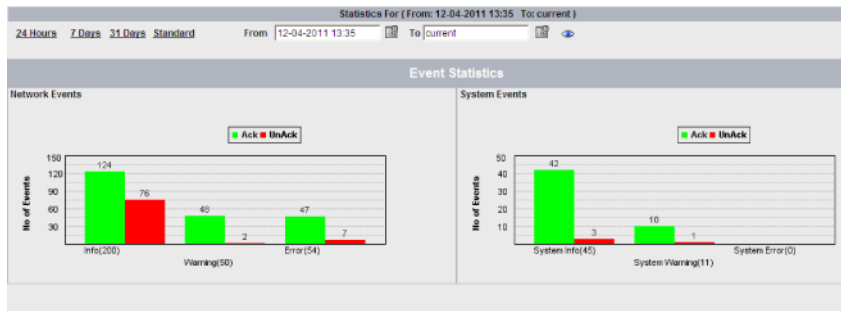 Statistics For ( From: 12-04-2011 13:35 To: current )
24 Hours 7 Days 31 Days Standard From 12-04-2011 13:35 To current
Event Statistics
Network Events
Ack UnAck
No of Events
150
120
90
60
30
124
76
48
2
47
7
Info(200)
Warning(50)
Error(54)
System Events
Ack UnAck
No of Events
50
40
30
20
10
42
3
10
1
System Info(45)
System Warning(11)
System Error(0)